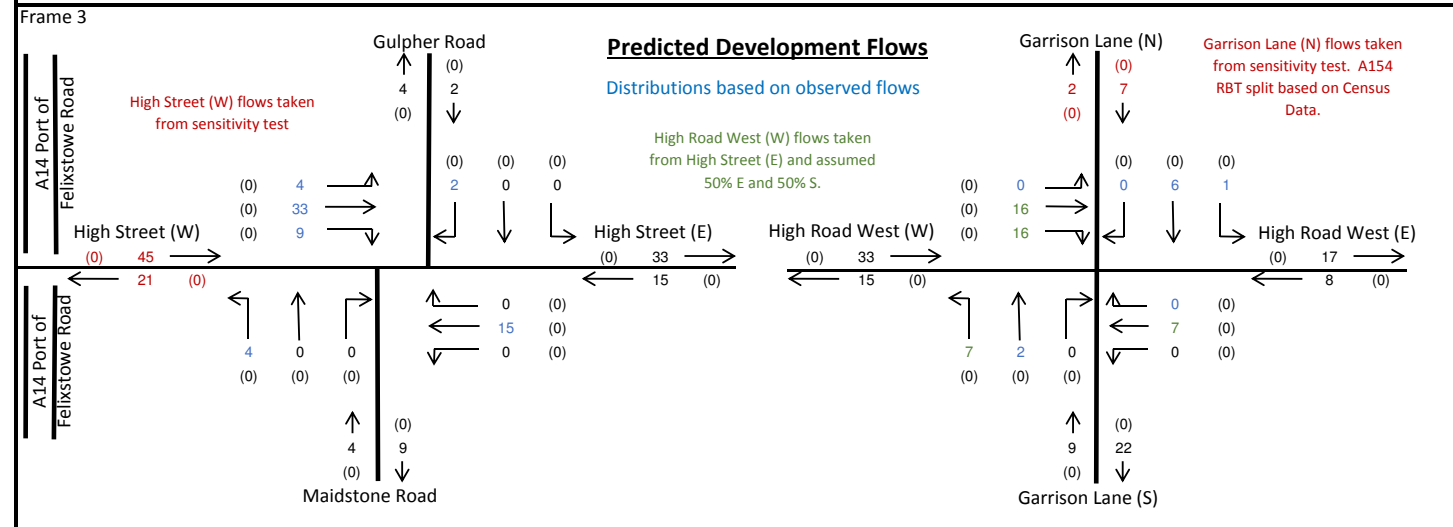 Frame 3
Predicted Development Flows
Distributions based on observed flows
A14 Port of
Felixstowe Road
A14 Port of
Felixstowe Road
High Street (W) flows taken
from sensitivity test
Gulpher Road
(0)
4 2
(0)
(0) (0) (0)
2 0 0
(0) 4
(0) 33
(0) 9
High Street (W)
(0) 45
21 (0)
High Street (E)
(0) 33
15 (0)
0 (0)
15 (0)
0 (0)
4 0 0
(0) (0) (0)
(0)
4 9
(0)
Maidstone Road
High Road West (W) flows taken
from High Street (E) and assumed
50% E and 50% S.
Garrison Lane (N)
(0)
2 7
(0)
Garrison Lane (N) flows taken
from sensitivity test. A154
RBT split based on Census
Data.
(0) (0) (0)
0 6 1
(0) 0
(0) 16
(0) 16
High Road West (W)
(0) 33
15 (0)
High Road West (E)
(0) 17
8 (0)
0 (0)
7 (0)
0 (0)
7 2 0
(0) (0) (0)
(0)
9 22
(0)
Garrison Lane (S)